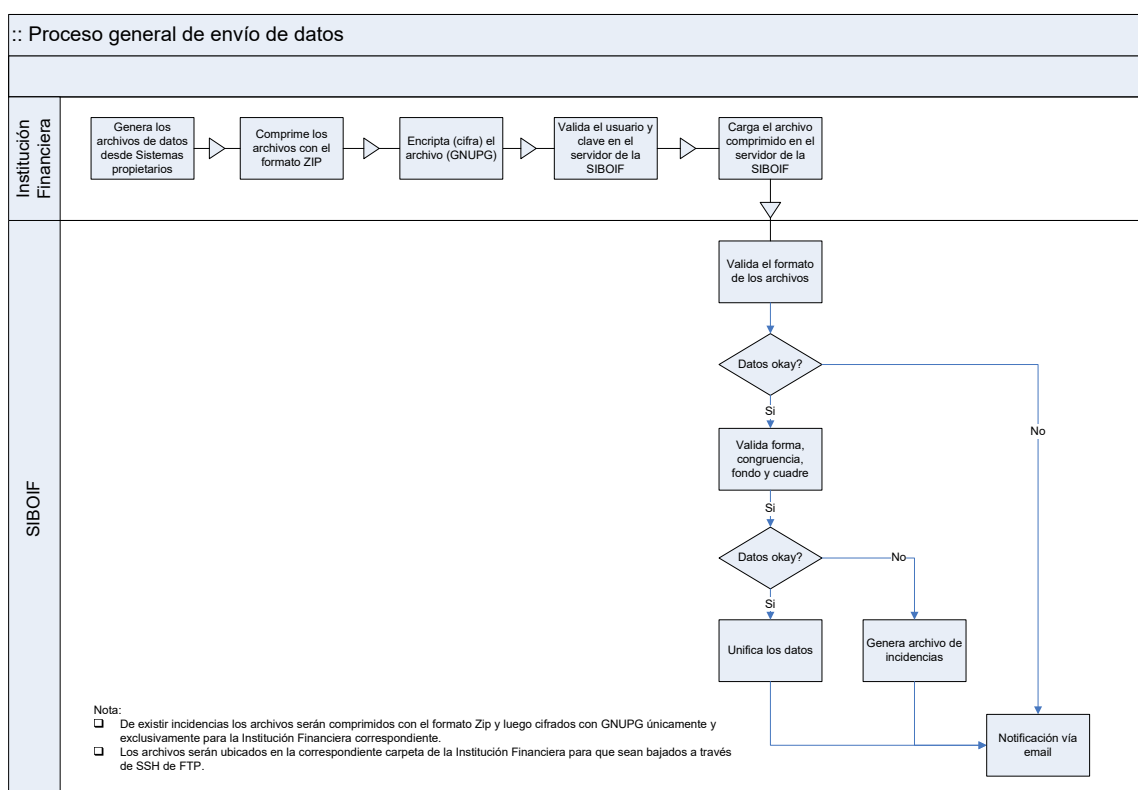 :: Proceso general de envío de datos
Institución
Financiera
Genera los
archivos de datos
desde Sistemas
propietarios
Comprime los
archivos con el
formato ZIP
Encripta (cifra) el
archivo (GNUPG)
Valida el usuario y
clave en el
servidor de la
SIBOIF
Carga el archivo
comprimido en el
servidor de la
SIBOIF
SIBOIF
Valida el formato
de los archivos
Datos okay?
Si
No
Valida forma,
congruencia,
fondo y cuadre
Si
Datos okay?
No
Si
Unifica los datos
Genera archivo de
incidencias
Notificación vía
email
Nota:
De existir incidencias los archivos serán comprimidos con el formato Zip y luego cifrados con GNUPG únicamente y
exclusivamente para la Institución Financiera correspondiente.
Los archivos serán ubicados en la correspondiente carpeta de la Institución Financiera para que sean bajados a través
de SSH de FTP.